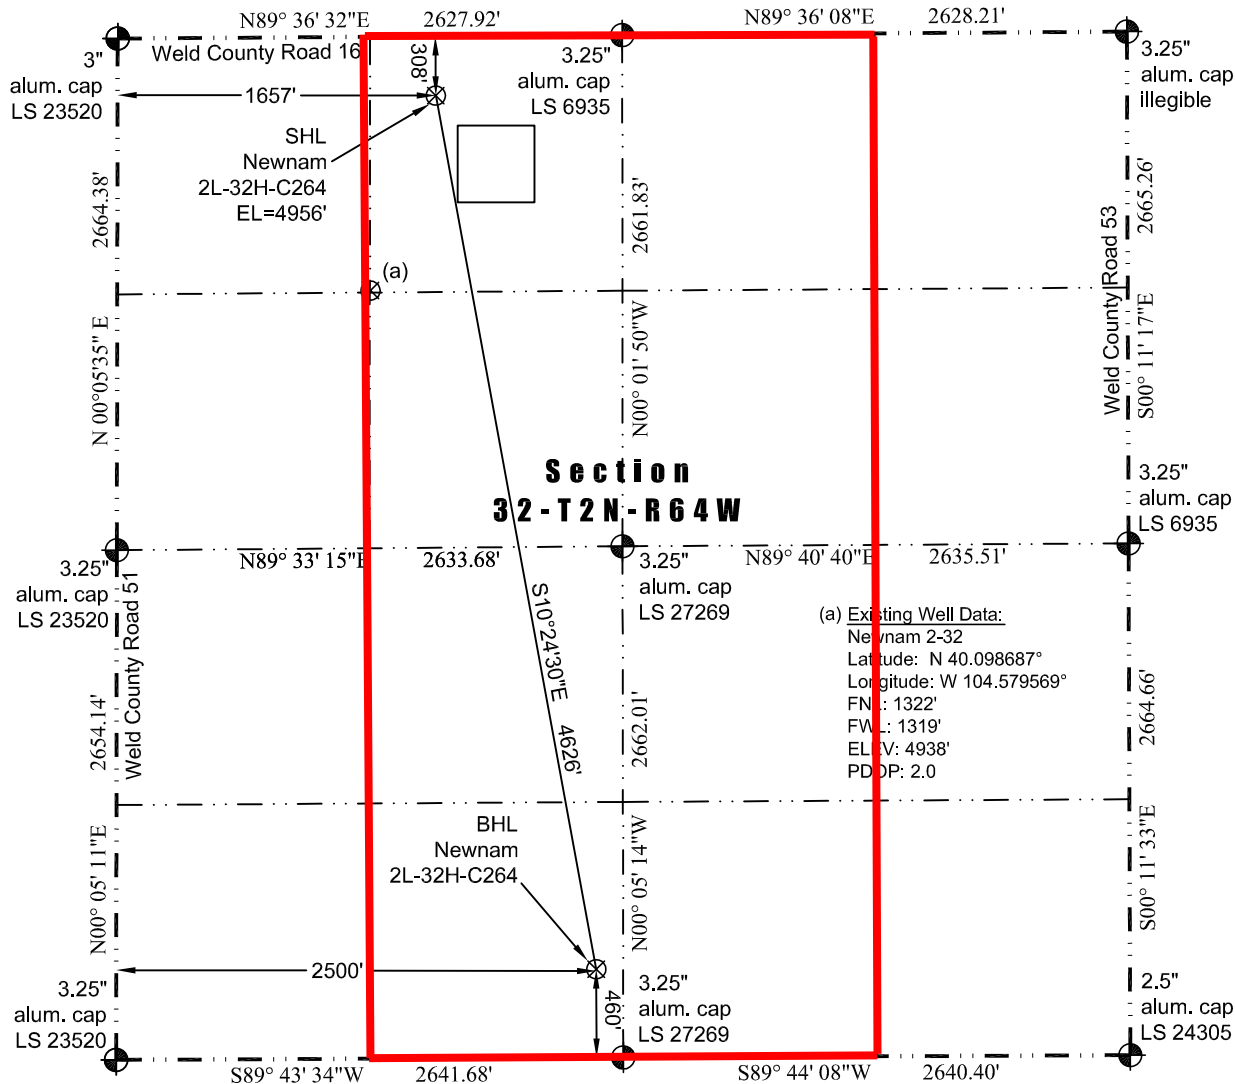 N89° 36' 32"E 2627.92' N89° 36' 08"E 2628.21'
Weld County Road 16
3"
alum. cap
LS 23520
308'
3.25"
alum. cap
LS 6935
3.25"
alum. cap
illegible
1657'
SHL
Newnam
2L-32H-C264
EL=4956'
2664.38'
2661.83'
2665.26'
Weld County Road 53
(a)
N 00°05'35" E
N00° 01' 50"W
S00° 11' 17"E
Section
32-T2N-R64W
3.25"
alum. cap
LS 6935
N89° 33' 15"E 2633.68' N89° 40' 40"E 2635.51'
3.25"
alum. cap
LS 23520
Weld County Road 51
3.25"
alum. cap
LS 27269
S10°24'30"E 4626'
(a) Existing Well Data:
Newnam 2-32
Latitude: N 40.098687°
Longitude: W 104.579569°
FNL: 1322'
FWL: 1319'
ELEV: 4938'
PDOP: 2.0
2654.14'
2662.01'
2664.66'
BHL
Newnam
2L-32H-C264
N00° 05' 11"E
N00° 05' 14"W
S00° 11' 33"E
2500'
460'
3.25"
alum. cap
LS 23520
3.25"
alum. cap
LS 27269
2.5"
alum. cap
LS 24305
S89° 43' 34"W 2641.68' S89° 44' 08"W 2640.40'